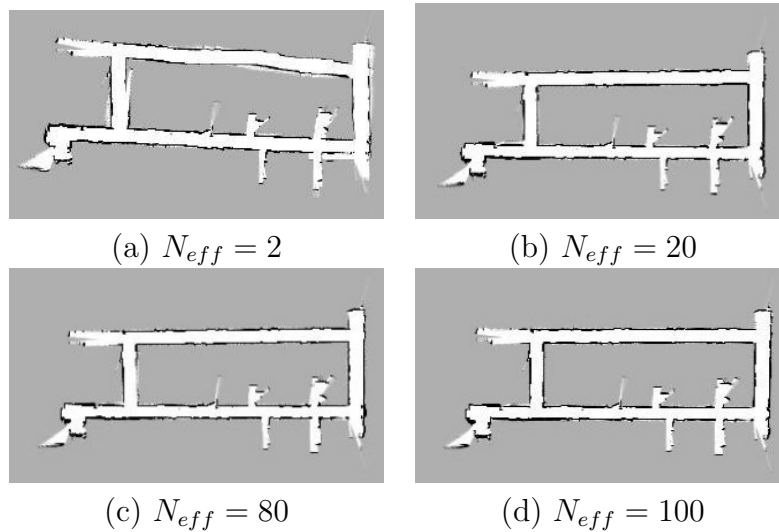 (a) N_eff = 2
(b) N_eff = 20
(c) N_eff = 80
(d) N_eff = 100